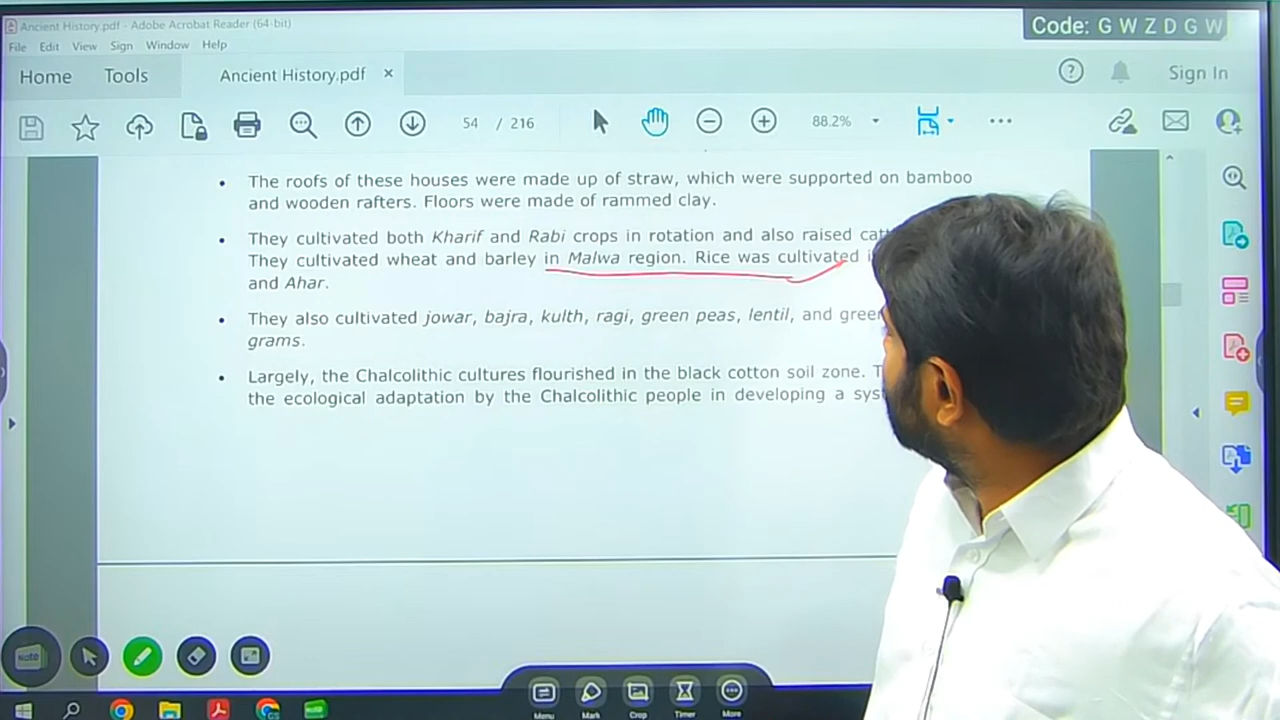 Ancient History.pdf - Adobe Acrobat Reader (64-bit)
Code: G W Z D G W
File Edit View Sign Window Help
Home Tools Ancient History.pdf × Sign In
54 / 216 88.2%
The roofs of these houses were made up of straw, which were supported on bamboo
and wooden rafters. Floors were made of rammed clay.
They cultivated both Kharif and Rabi crops in rotation and also raised
They cultivated wheat and barley in Malwa region. Rice was cultivated
and Ahar.
They also cultivated jowar, bajra, kulth, ragi, green peas, lentil, and green
grams.
Largely, the Chalcolithic cultures flourished in the black cotton soil zone.
the ecological adaptation by the Chalcolithic people in developing a
Note
Menu Mark Crop Timer More